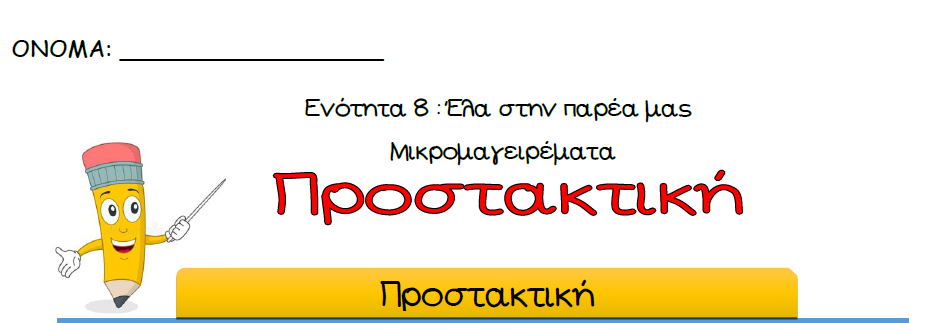 ΟΝΟΜΑ: ___________________
Ενότητα 8 : Έλα στην παρέα μας
Μικρομαγειρέματα
Προστακτική
Προστακτική